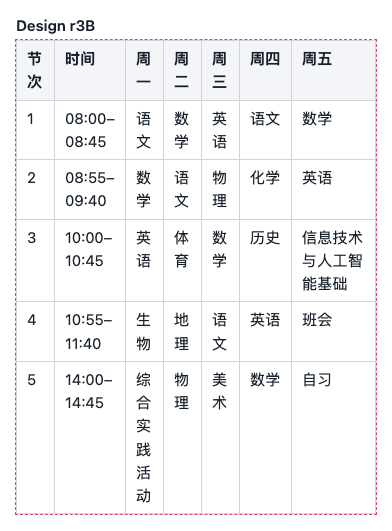 Design r3B
节次 时间 周一 周二 周三 周四 周五
1 08:00–08:45 语文 数学 英语 语文 数学
2 08:55–09:40 数学 语文 物理 化学 英语
3 10:00–10:45 英语 体育 数学 历史 信息技术与人工智能基础
4 10:55–11:40 生物 地理 语文 英语 班会
5 14:00–14:45 综合实践活动 物理 美术 数学 自习